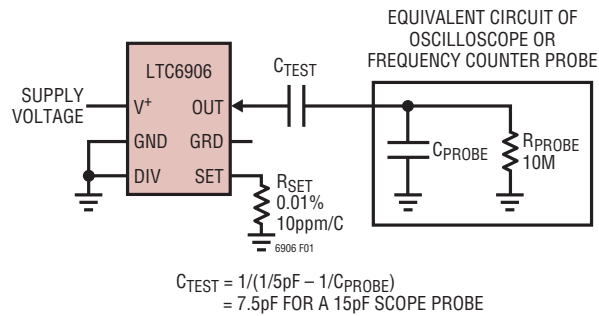 EQUIVALENT CIRCUIT OF
OSCILLOSCOPE OR
FREQUENCY COUNTER PROBE
LTC6906
CTEST
SUPPLY
VOLTAGE
V+
OUT
GND
GRD
DIV
SET
CPROBE
RPROBE
10M
RSET
0.01%
10ppm/C
6906 F01
CTEST = 1/(1/5pF – 1/CPROBE)
= 7.5pF FOR A 15pF SCOPE PROBE